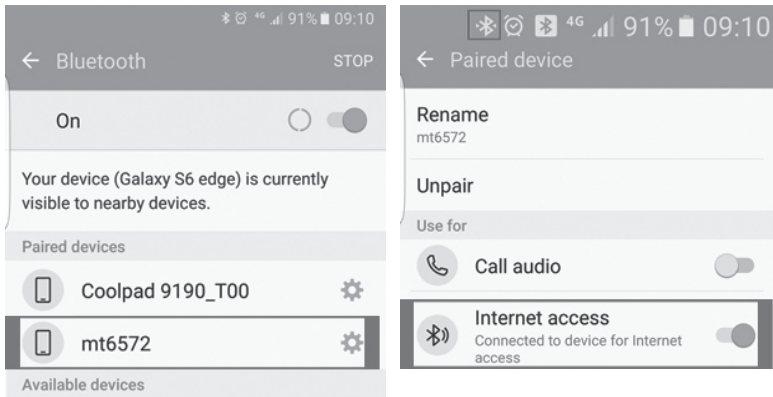 4G 91% 09:10
Bluetooth STOP
On
Your device (Galaxy S6 edge) is currently
visible to nearby devices.
Paired devices
Coolpad 9190_T00
mt6572
Available devices
4G 91% 09:10
Paired device
Rename
mt6572
Unpair
Use for
Call audio
Internet access
Connected to device for Internet
access